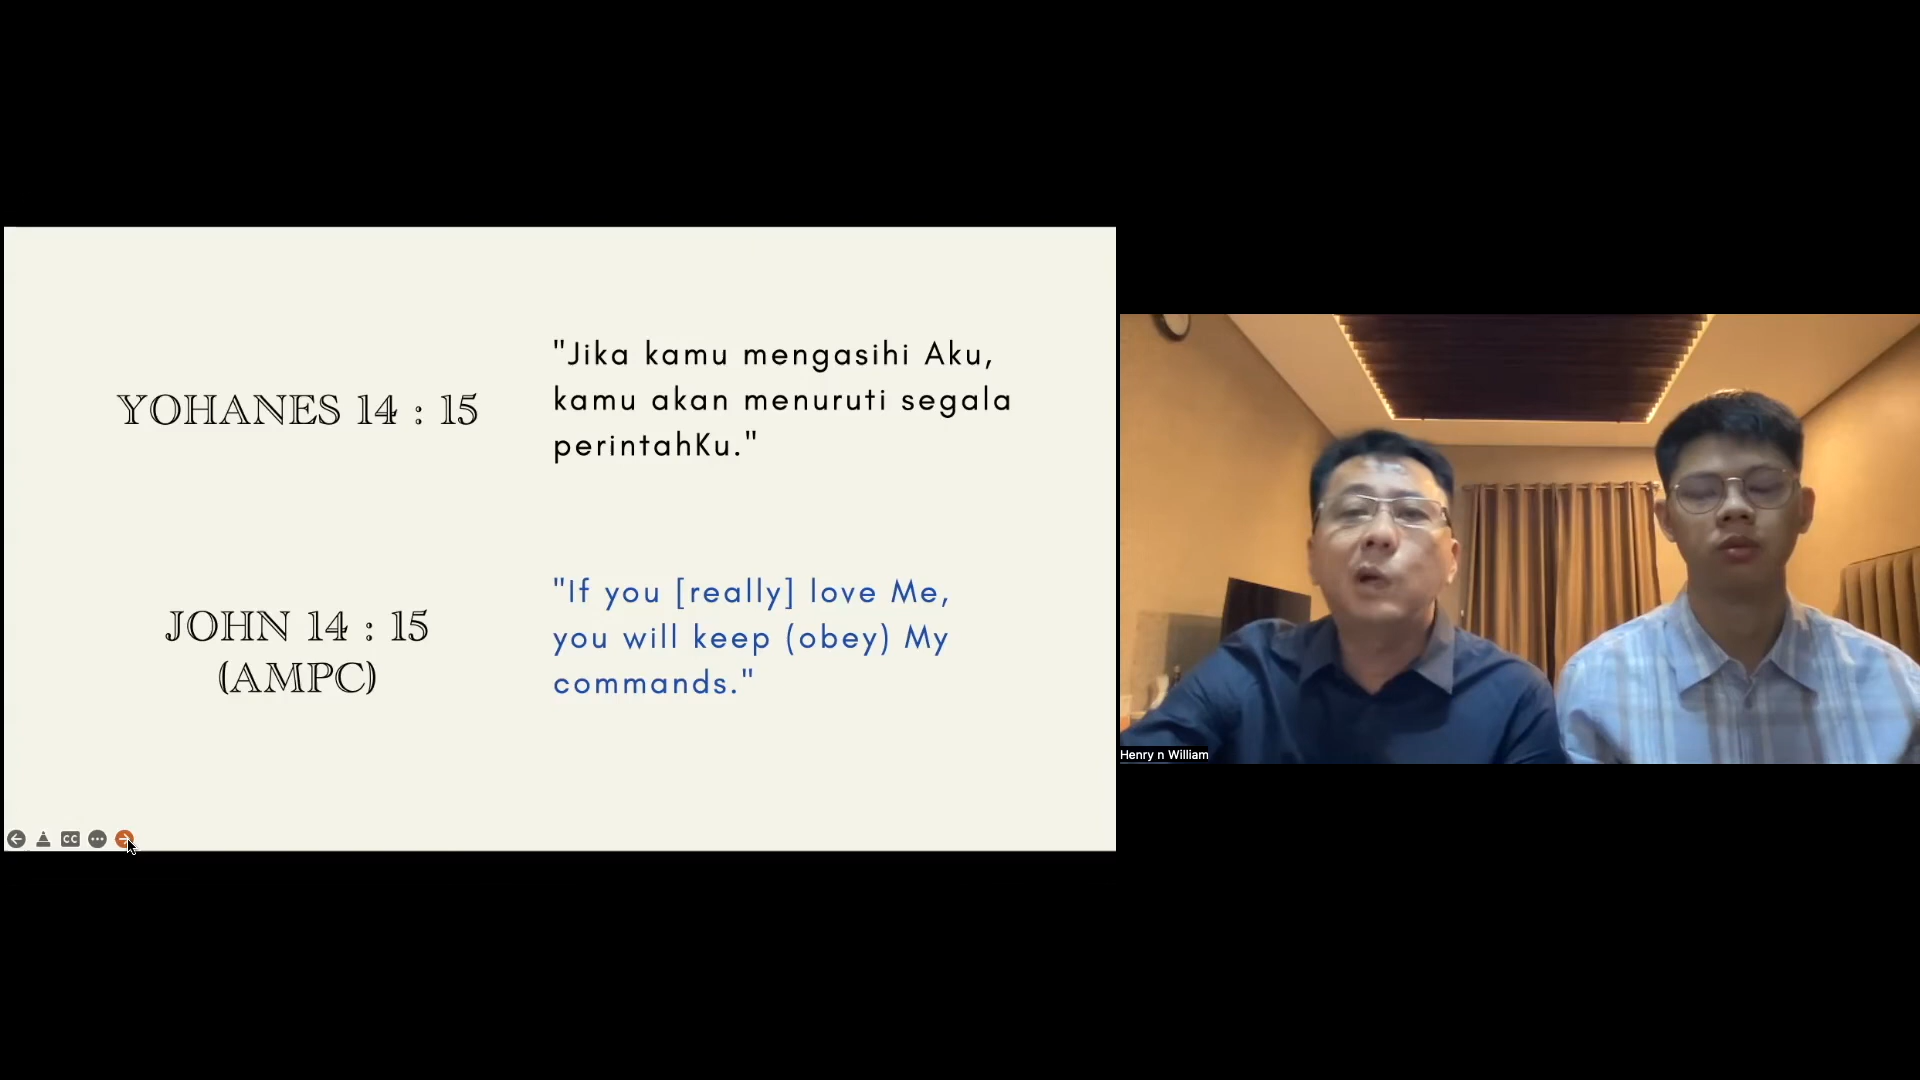 YOHANES 14 : 15
"Jika kamu mengasihi Aku,
kamu akan menuruti segala
perintahKu."
JOHN 14 : 15
(AMPC)
"If you [really] love Me,
you will keep (obey) My
commands."
CC
Henry n William